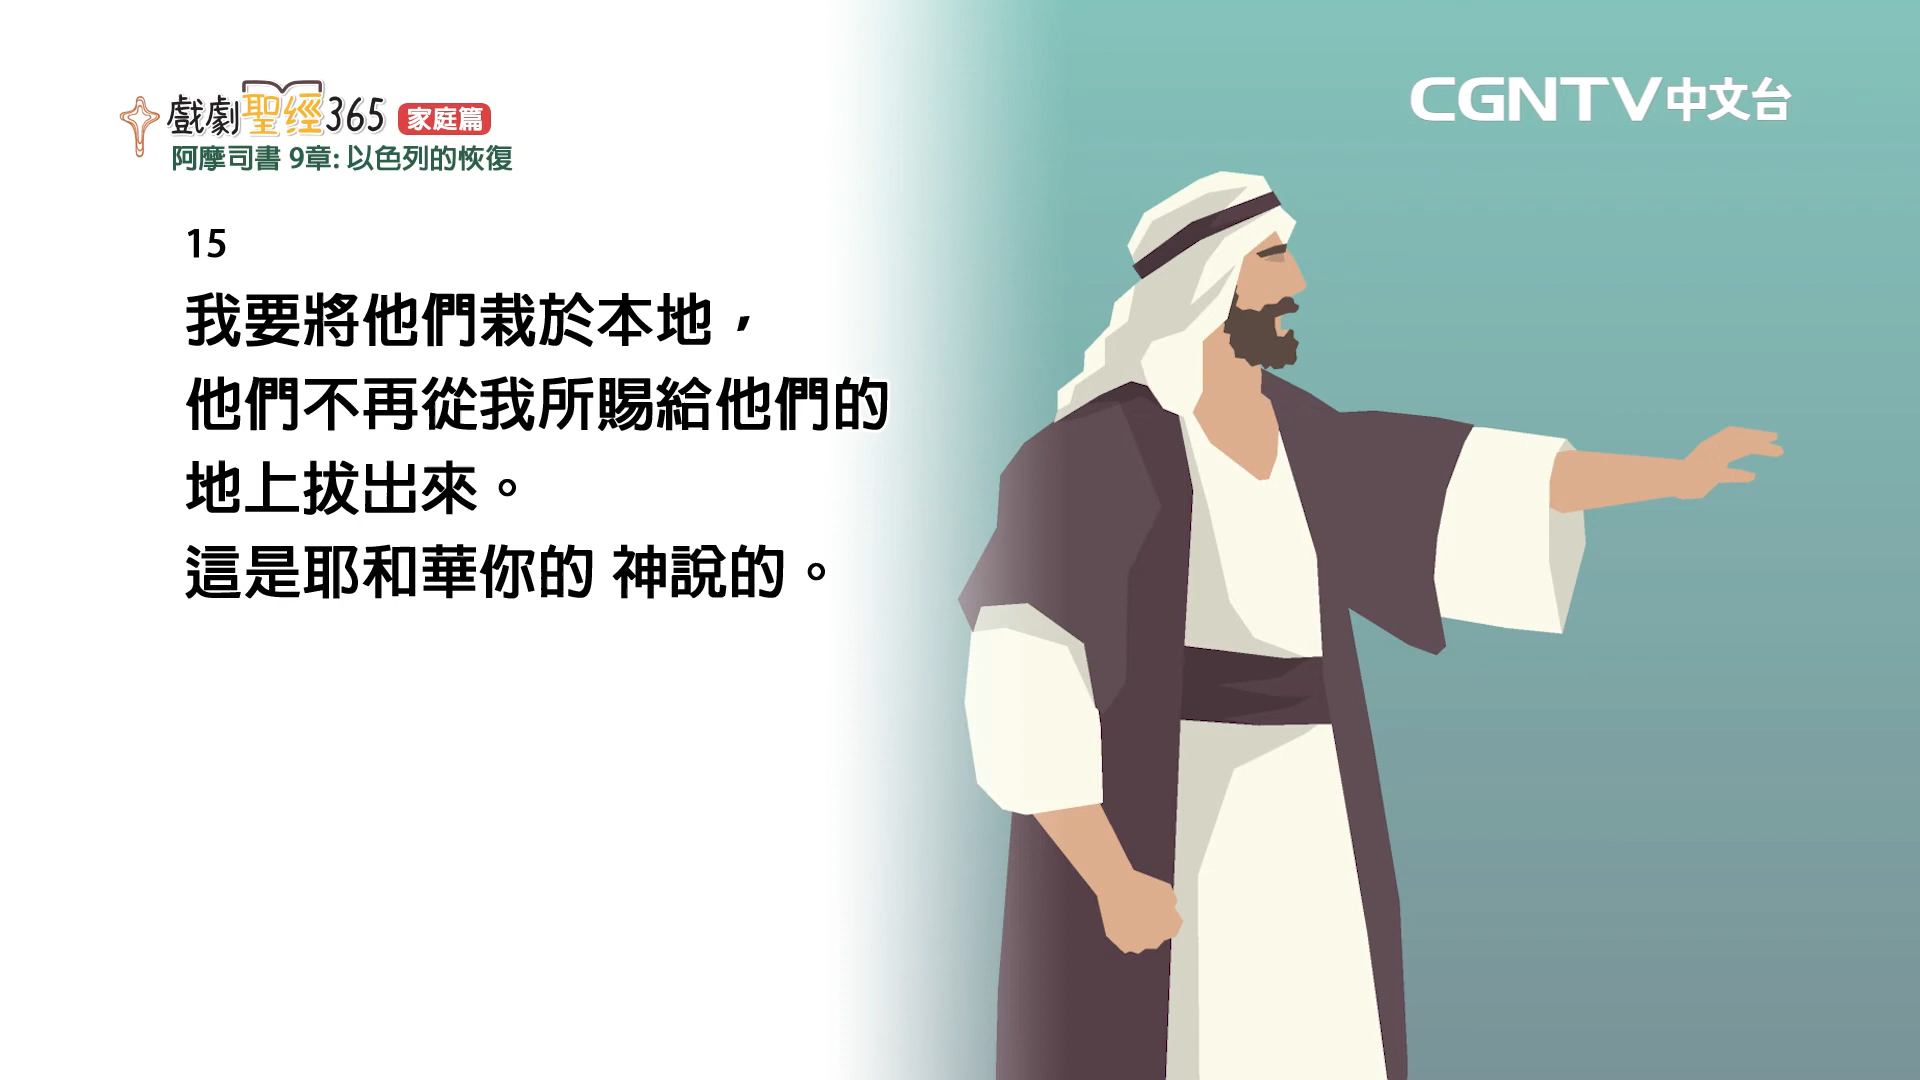 戲劇聖經365 家庭篇
CGNTV中文台
阿摩司書 9章: 以色列的恢復
15
我要將他們栽於本地，
他們不再從我所賜給他們的
地上拔出來。
這是耶和華你的 神說的。